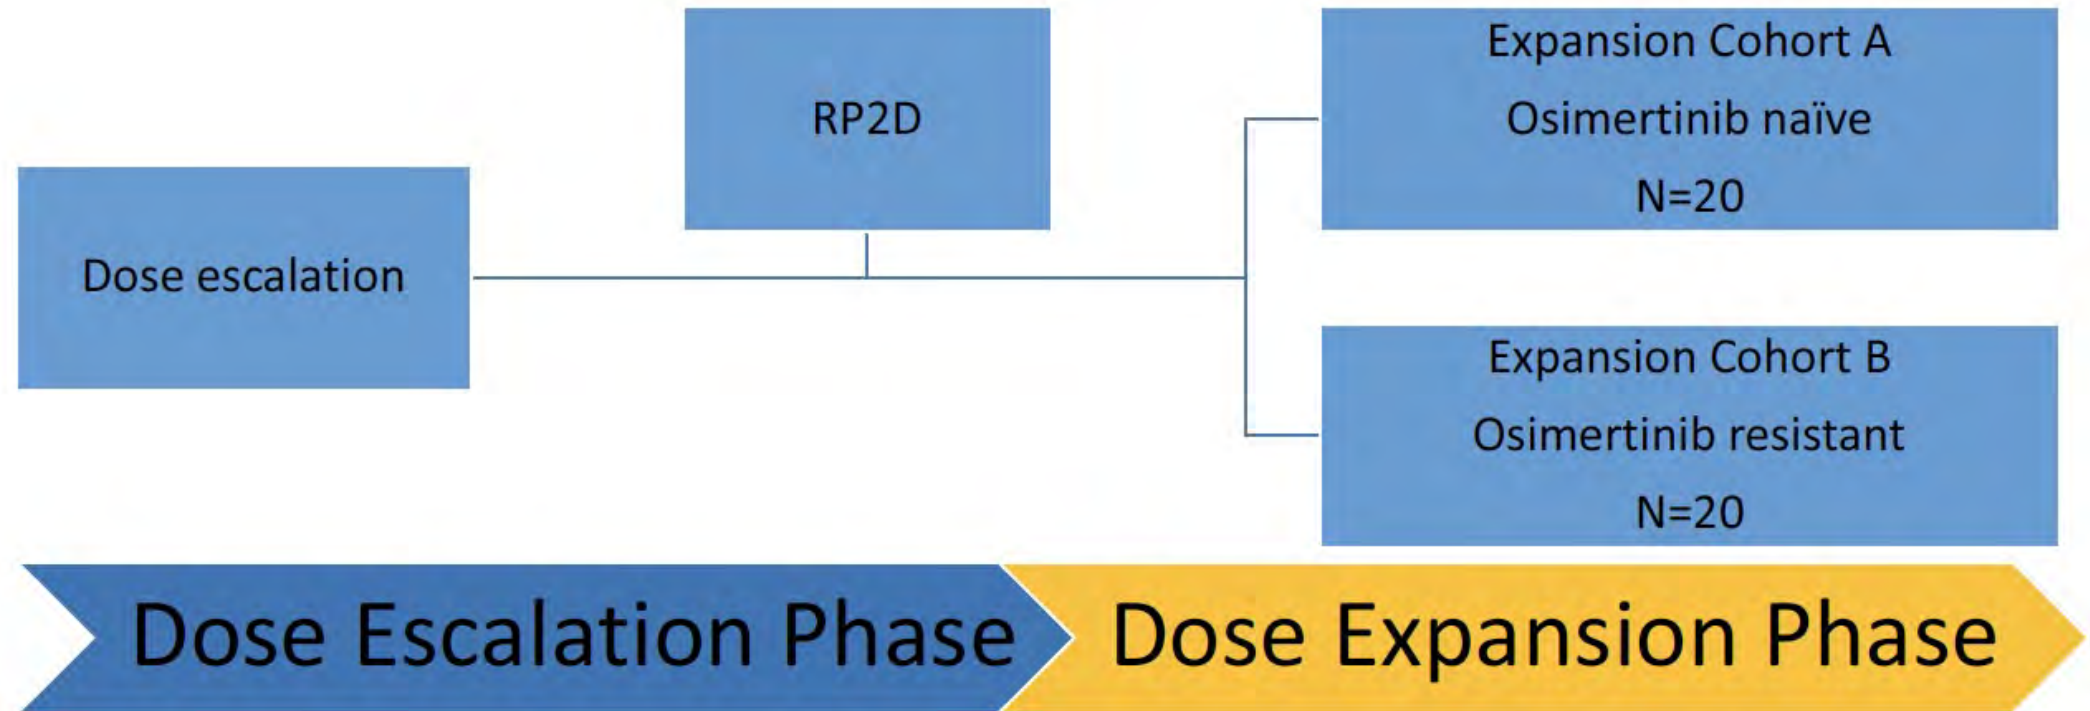 Dose escalation
RP2D
Expansion Cohort A
Osimertinib naïve
N=20
Expansion Cohort B
Osimertinib resistant
N=20
Dose Escalation Phase
Dose Expansion Phase